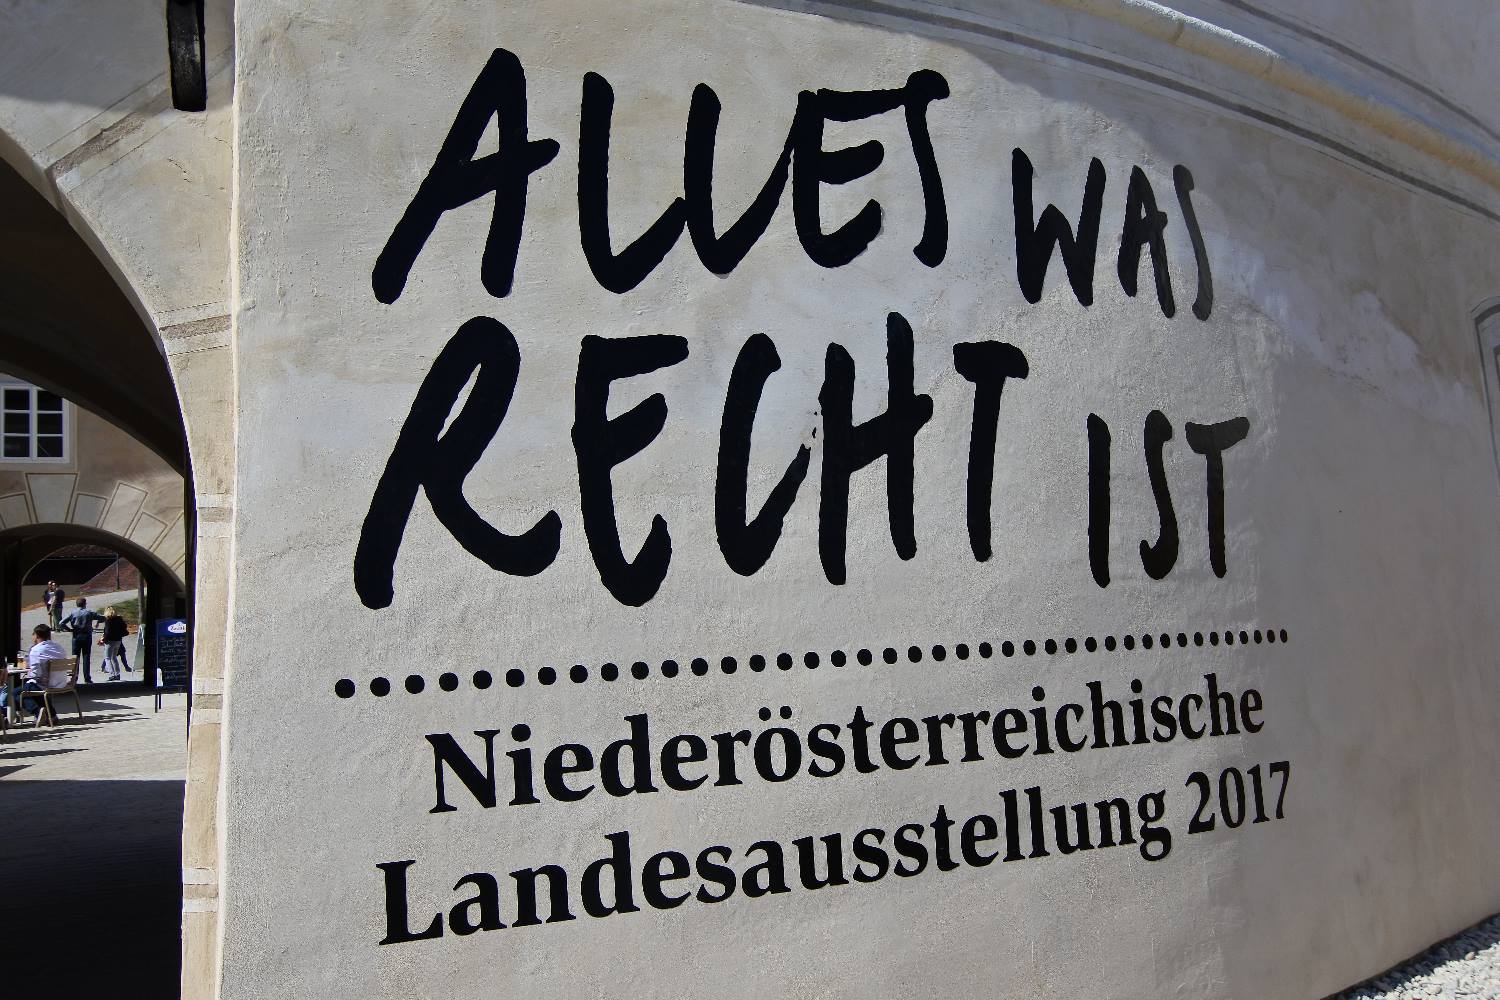 ALLES WAS
RECHT IST
Niederösterreichische
Landesausstellung 2017